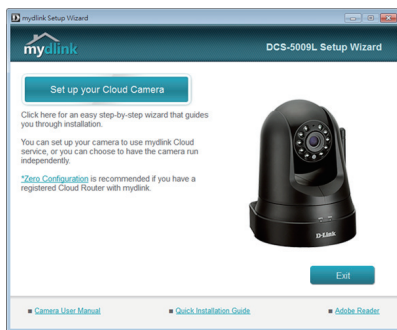 mydlink Setup Wizard
mydlink
DCS-5009L Setup Wizard
Set up your Cloud Camera
Click here for an easy step-by-step wizard that guides
you through installation.
You can set up your camera to use mydlink Cloud
service, or you can choose to have the camera run
independently.
*Zero Configuration is recommended if you have a
registered Cloud Router with mydlink.
D-Link
Exit
Camera User Manual
Quick Installation Guide
Adobe Reader